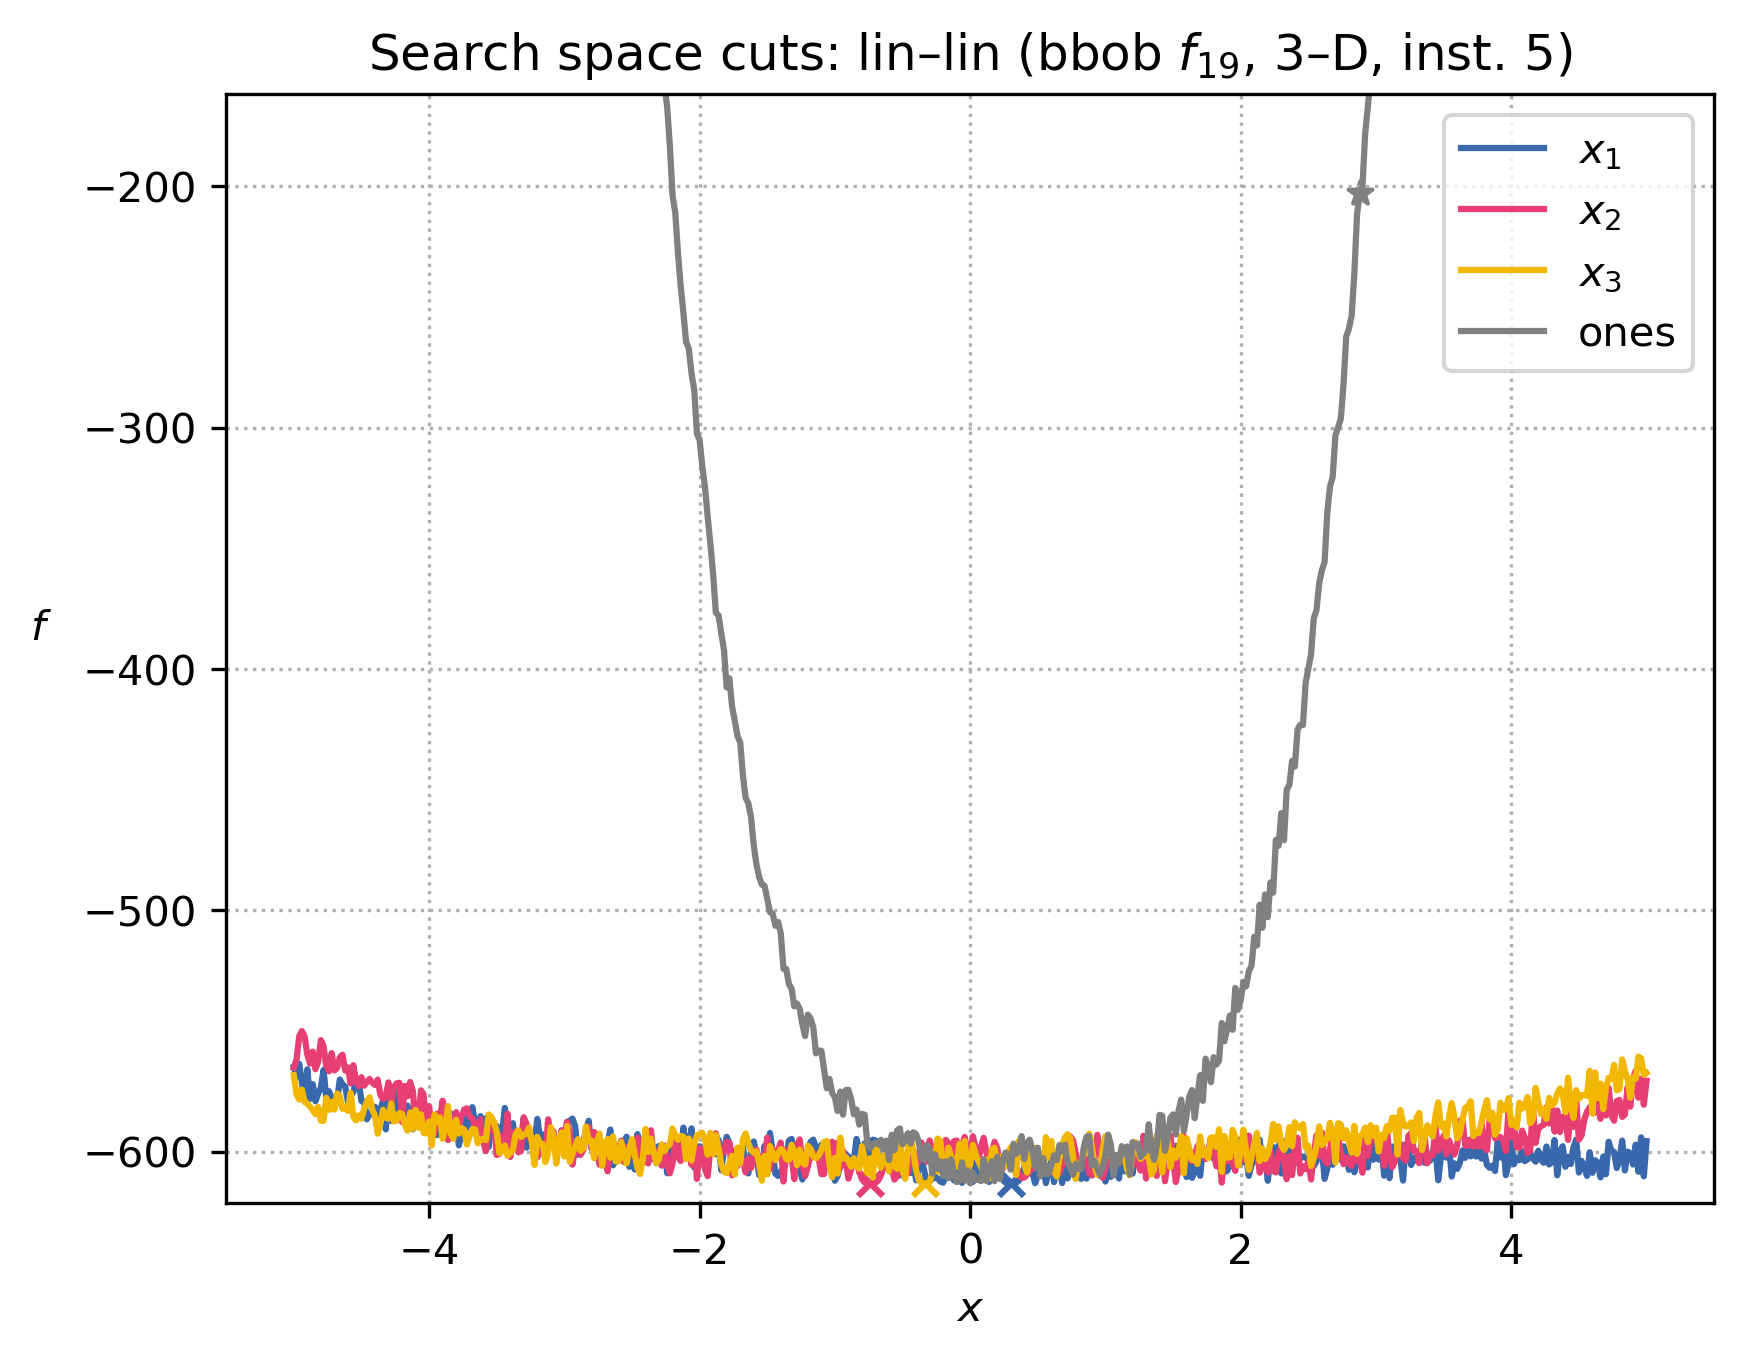 Search space cuts: lin–lin (bbob f₁₉, 3–D, inst. 5)
x₁
x₂
x₃
ones
f
−200
−300
−400
−500
−600
−4
−2
0
2
4
x